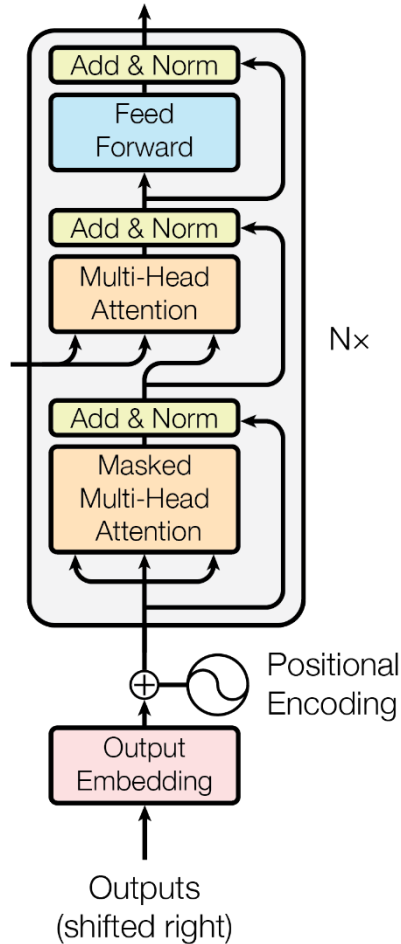 Add & Norm
Feed
Forward
Add & Norm
Multi-Head
Attention
N×
Add & Norm
Masked
Multi-Head
Attention
Positional
Encoding
Output
Embedding
Outputs
(shifted right)